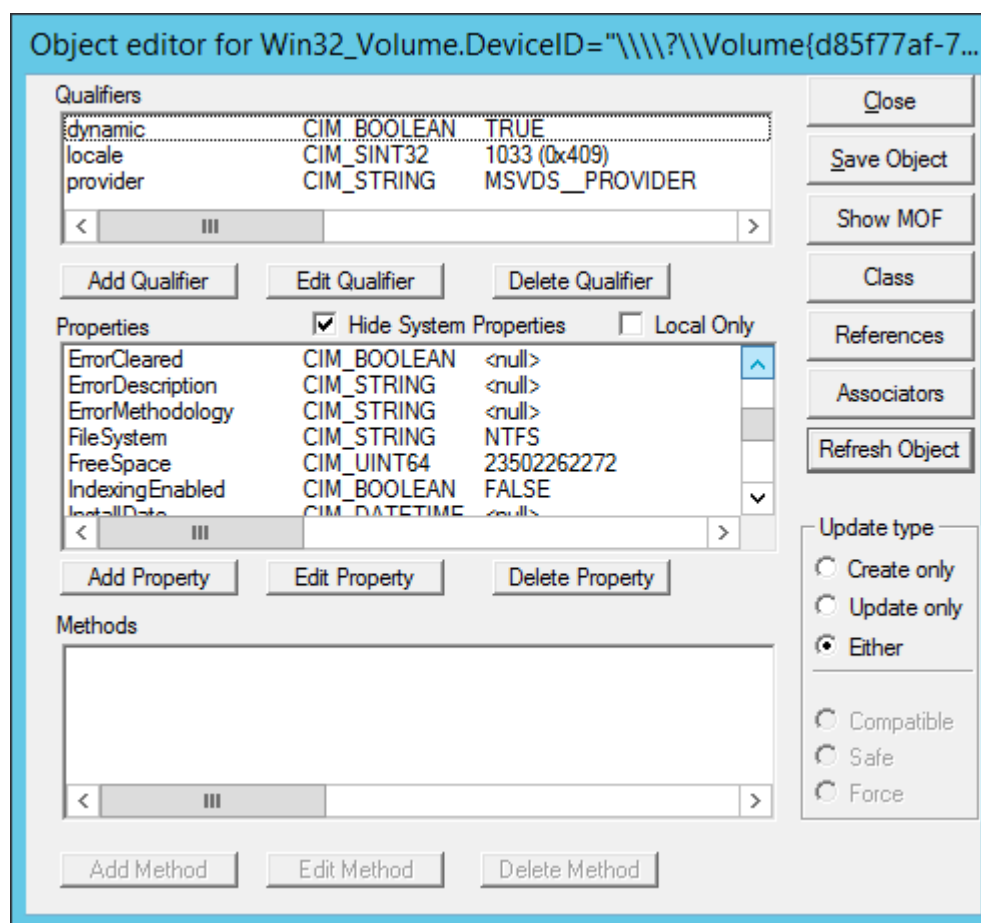 Object editor for Win32_Volume.DeviceID="\\\\?\\Volume{d85f77af-7...
Qualifiers
dynamic CIM_BOOLEAN TRUE
locale CIM_SINT32 1033 (0x409)
provider CIM_STRING MSVDS__PROVIDER
Close
Save Object
Show MOF
Class
References
Associators
Refresh Object
Add Qualifier Edit Qualifier Delete Qualifier
Properties Hide System Properties Local Only
ErrorCleared CIM_BOOLEAN <null>
ErrorDescription CIM_STRING <null>
ErrorMethodology CIM_STRING <null>
FileSystem CIM_STRING NTFS
FreeSpace CIM_UINT64 23502262272
IndexingEnabled CIM_BOOLEAN FALSE
InstallDate CIM_DATETIME <null>
Add Property Edit Property Delete Property
Update type
Create only
Update only
Either
Compatible
Safe
Force
Methods
Add Method Edit Method Delete Method